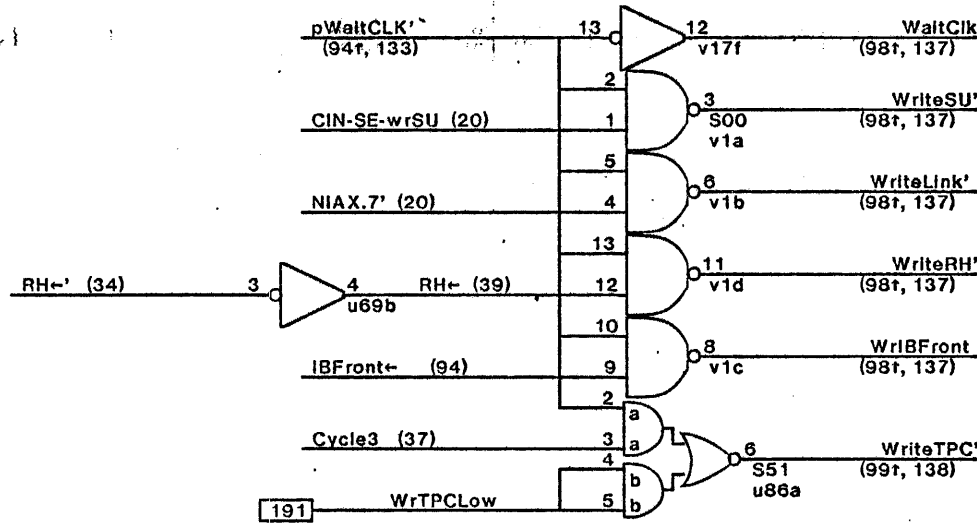 pWaitCLK' 13 12 WaitClk
(94↑, 133) v17f (98↑, 137)
2
3 WriteSU'
CIN-SE-wrSU (20) 1 S00 (98↑, 137)
v1a
5
6 WriteLink'
NIAX.7' (20) 4 v1b (98↑, 137)
13
11 WriteRH'
RH←' (34) 3 4 RH← (39) 12 v1d (98↑, 137)
u69b
10
8 WrIBFront
IBFront← (94) 9 v1c (98↑, 137)
2 a
Cycle3 (37) 3 a 6 WriteTPC'
4 S51 (99↑, 138)
b u86a
191 WrTPCLow 5 b